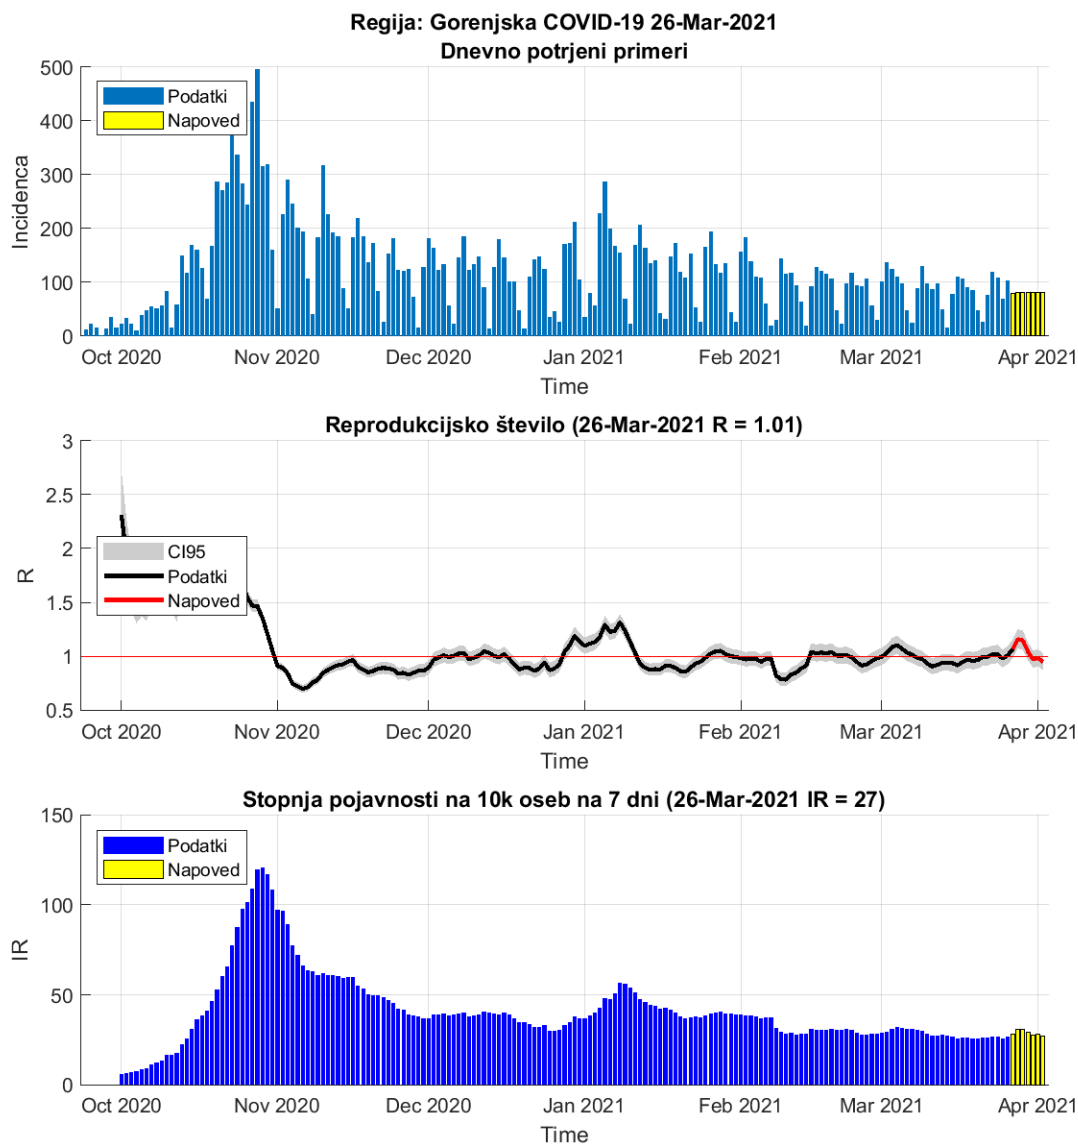 Regija: Gorenjska COVID-19 26-Mar-2021
Dnevno potrjeni primeri
500
400
300
200
100
0
Incidenca
Podatki
Napoved
Oct 2020 Nov 2020 Dec 2020 Jan 2021 Feb 2021 Mar 2021 Apr 2021
Time
Reprodukcijsko število (26-Mar-2021 R = 1.01)
3
2.5
2
1.5
1
0.5
R
CI95
Podatki
Napoved
Oct 2020 Nov 2020 Dec 2020 Jan 2021 Feb 2021 Mar 2021 Apr 2021
Time
Stopnja pojavnosti na 10k oseb na 7 dni (26-Mar-2021 IR = 27)
150
100
50
0
IR
Podatki
Napoved
Oct 2020 Nov 2020 Dec 2020 Jan 2021 Feb 2021 Mar 2021 Apr 2021
Time